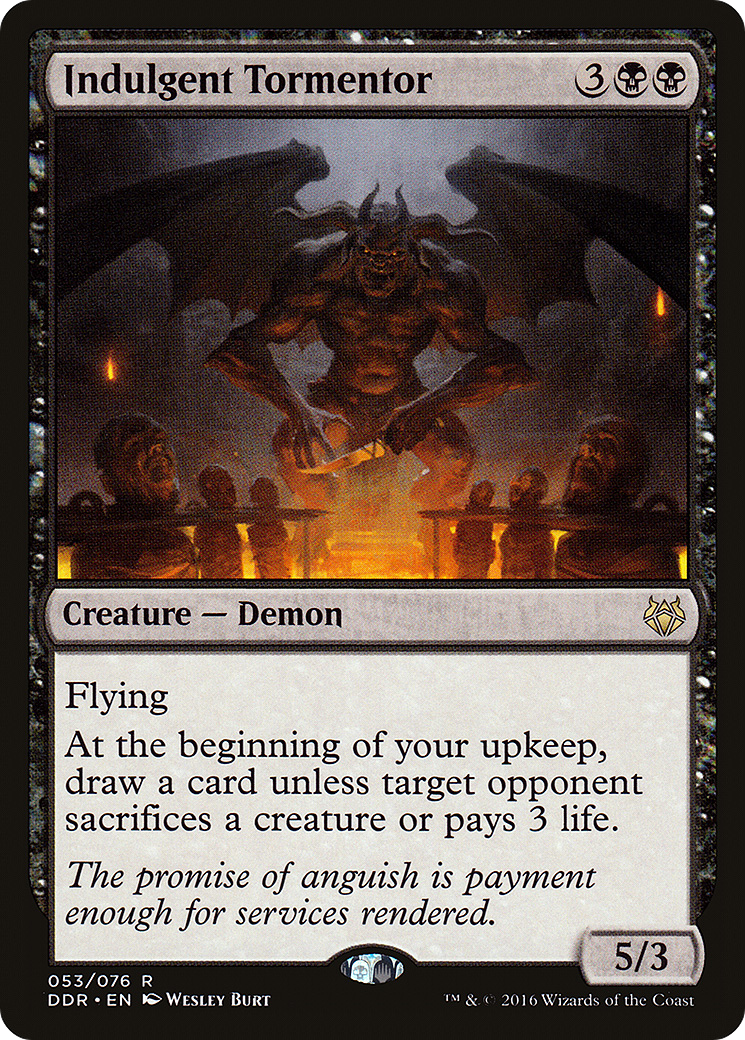 Indulgent Tormentor 3
Creature — Demon
Flying
At the beginning of your upkeep,
draw a card unless target opponent
sacrifices a creature or pays 3 life.
The promise of anguish is payment
enough for services rendered.
5/3
053/076 R
DDR • EN Wesley Burt
™ & © 2016 Wizards of the Coast